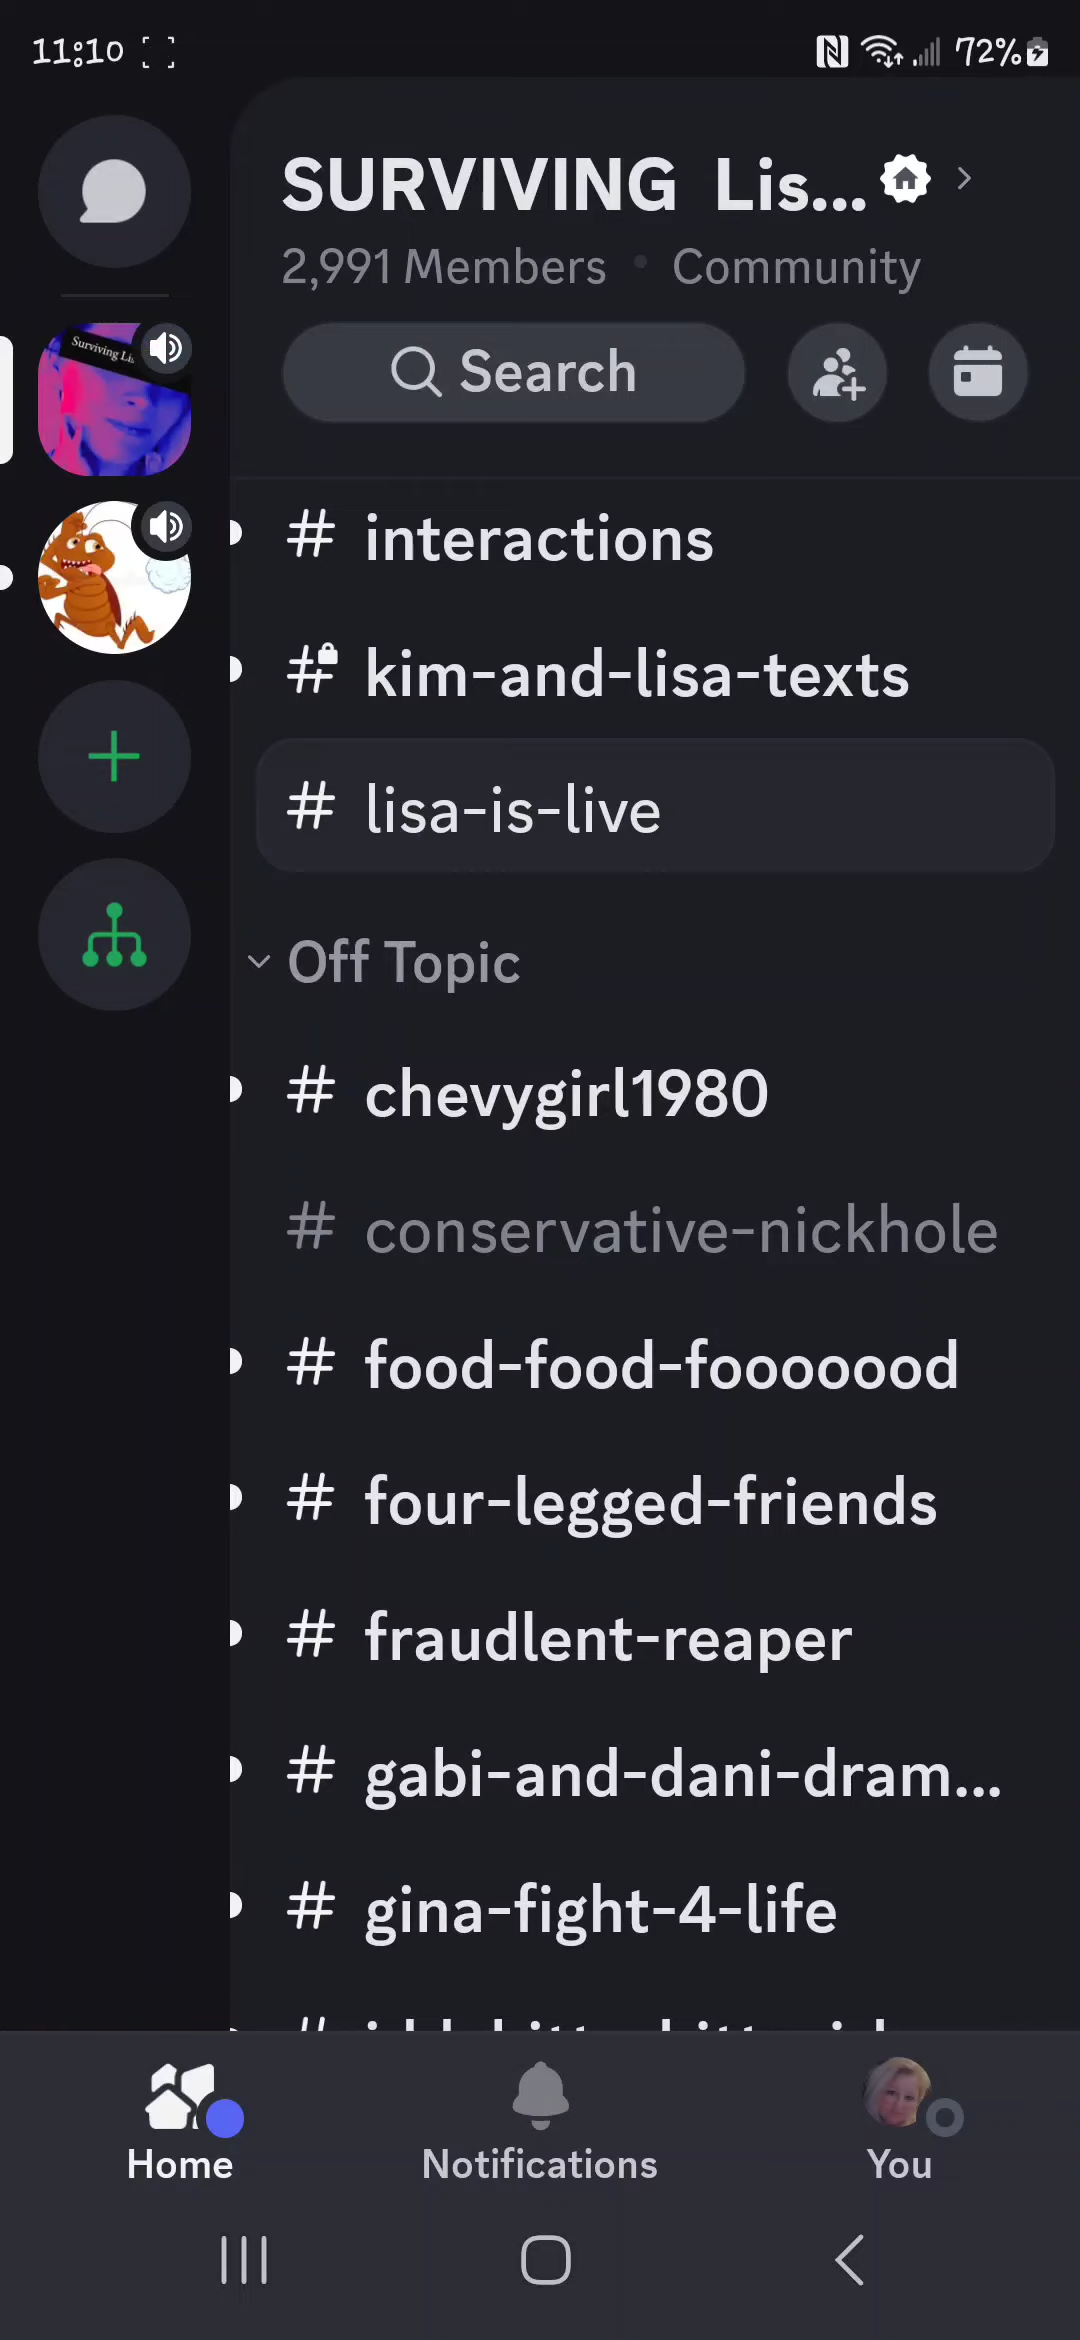 11:10
72%
SURVIVING Lis...
2,991 Members • Community
Surviving Lis
Search
# interactions
# kim-and-lisa-texts
# lisa-is-live
Off Topic
# chevygirl1980
# conservative-nickhole
# food-food-fooooood
# four-legged-friends
# fraudlent-reaper
# gabi-and-dani-dram...
# gina-fight-4-life
Home
Notifications
You